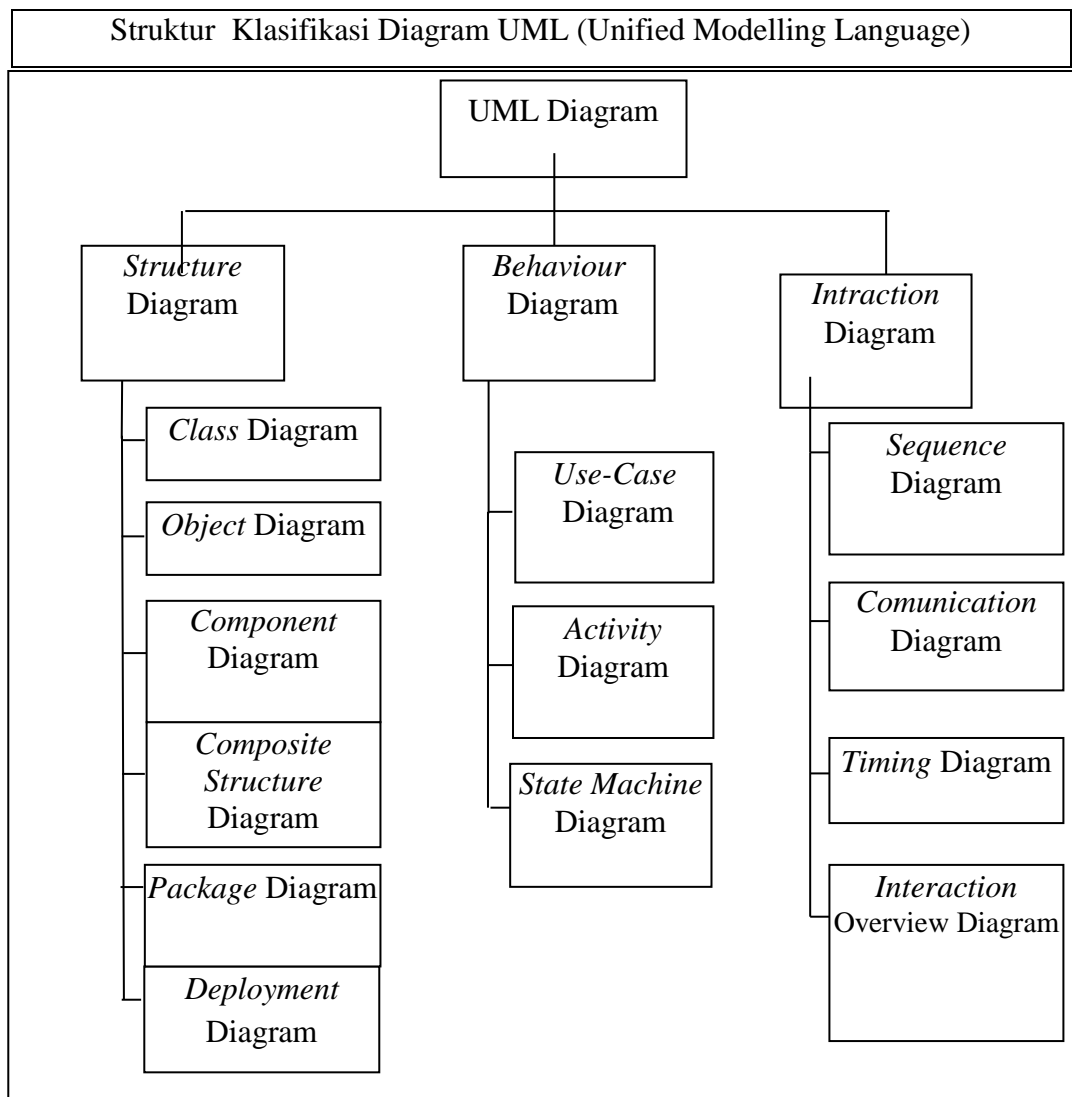 Struktur  Klasifikasi Diagram UML (Unified Modelling Language)
UML Diagram
Structure
Diagram
Behaviour
Diagram
Intraction
Diagram
Class Diagram
Object Diagram
Component
Diagram
Composite
Structure
Diagram
Package Diagram
Deployment
Diagram
Use-Case
Diagram
Activity
Diagram
State Machine
Diagram
Sequence
Diagram
Comunication
Diagram
Timing Diagram
Interaction
Overview Diagram